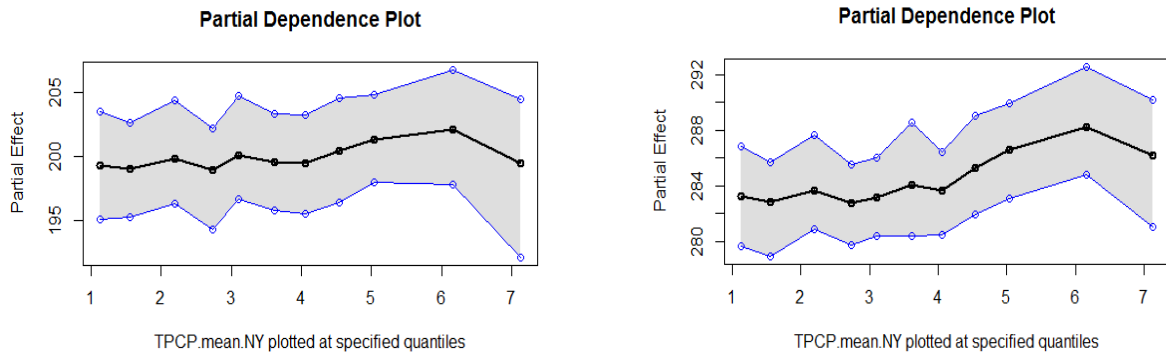 Partial Dependence Plot
Partial Effect
205
200
195
1 2 3 4 5 6 7
TPCP.mean.NY plotted at specified quantiles
Partial Dependence Plot
Partial Effect
292
288
284
280
1 2 3 4 5 6 7
TPCP.mean.NY plotted at specified quantiles